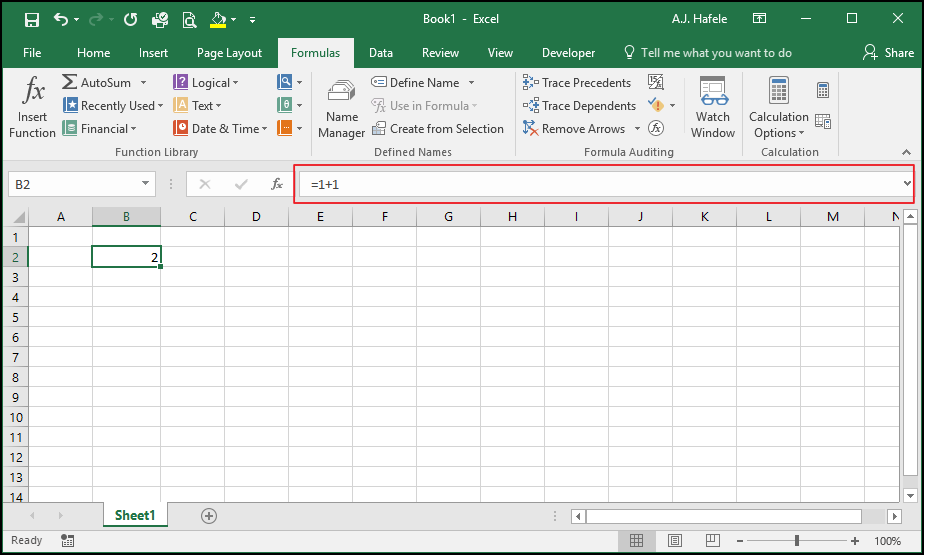 Book1 - Excel
A.J. Hafele
File Home Insert Page Layout Formulas Data Review View Developer Tell me what you want to do Share
fx
Insert
Function
AutoSum
Recently Used
Financial
Logical
Text
Date & Time
Function Library
Name
Manager
Define Name
Use in Formula
Create from Selection
Defined Names
Trace Precedents
Trace Dependents
Remove Arrows
fx
Watch
Window
Formula Auditing
Calculation
Options
Calculation
B2 fx =1+1
A B C D E F G H I J K L M N
1
2 2
3
4
5
6
7
8
9
10
11
12
13
14
Sheet1
Ready 100%